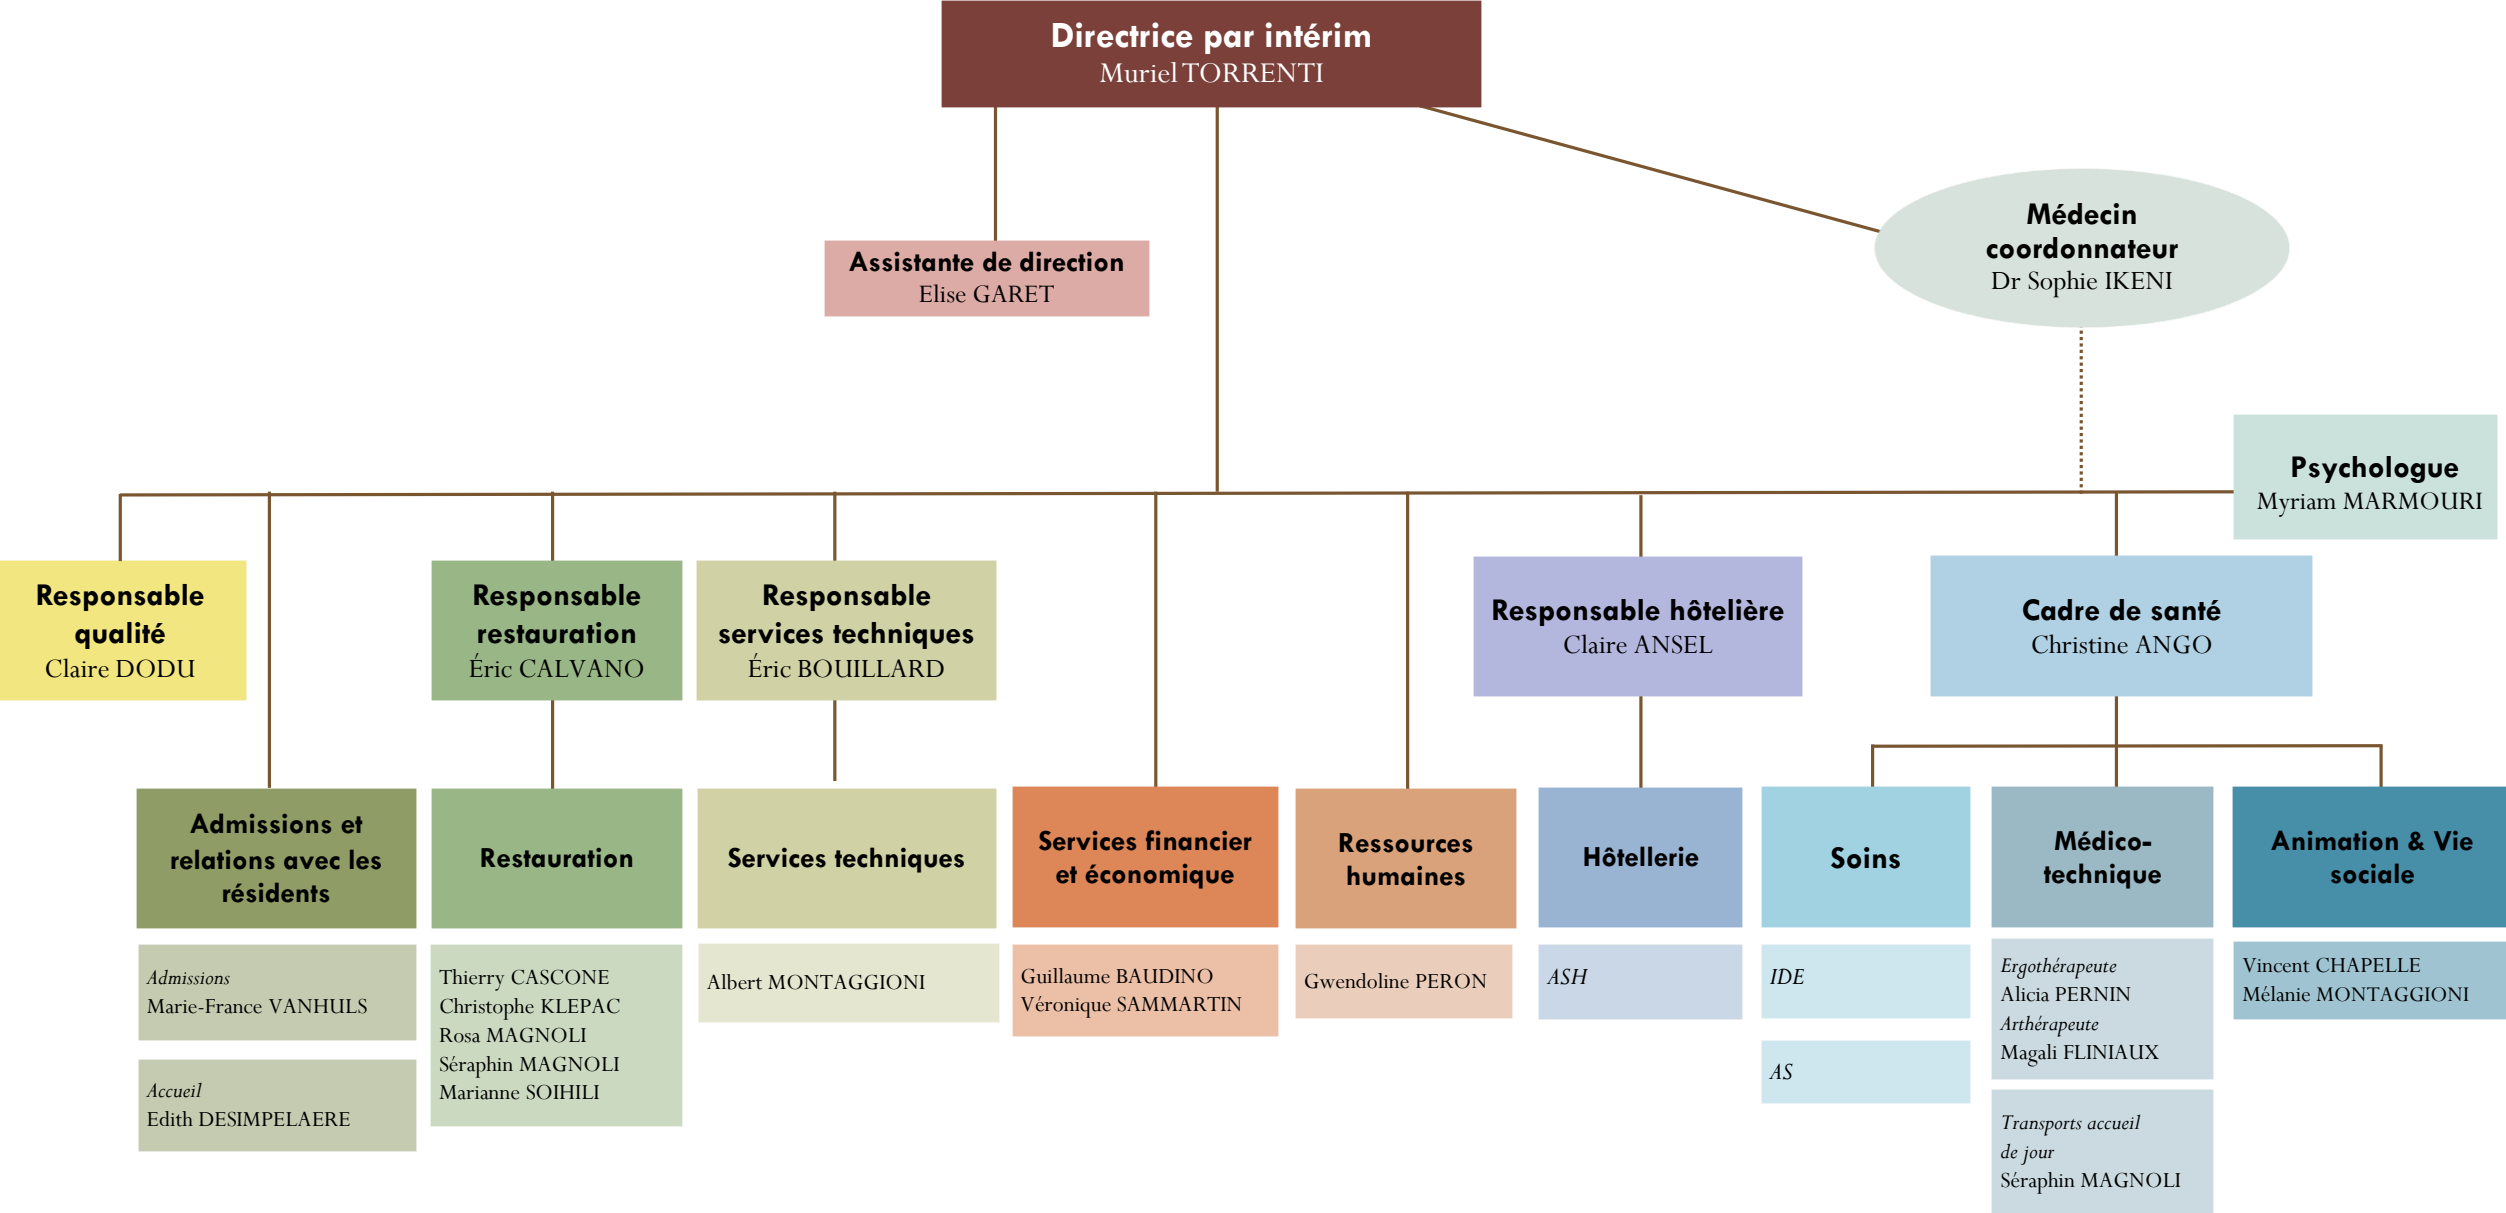 Directrice par intérim
Muriel TORRENTI
Assistante de direction
Elise GARET
Médecin
coordonnateur
Dr Sophie IKENI
Psychologue
Myriam MARMOURI
Responsable
qualité
Claire DODU
Responsable
restauration
Éric CALVANO
Responsable
services techniques
Éric BOUILLARD
Responsable hôtelière
Claire ANSEL
Cadre de santé
Christine ANGO
Admissions et
relations avec les
résidents
Restauration
Services techniques
Services financier
et économique
Ressources
humaines
Hôtellerie
Soins
Médico-
technique
Animation & Vie
sociale
Admissions
Marie-France VANHULS
Accueil
Edith DESIMPELAERE
Thierry CASCONE
Christophe KLEPAC
Rosa MAGNOLI
Séraphin MAGNOLI
Marianne SOIHILI
Albert MONTAGGIONI
Guillaume BAUDINO
Véronique SAMMARTIN
Gwendoline PERON
ASH
IDE
AS
Ergothérapeute
Alicia PERNIN
Arthérapeute
Magali FLINIAUX
Transports accueil
de jour
Séraphin MAGNOLI
Vincent CHAPELLE
Mélanie MONTAGGIONI